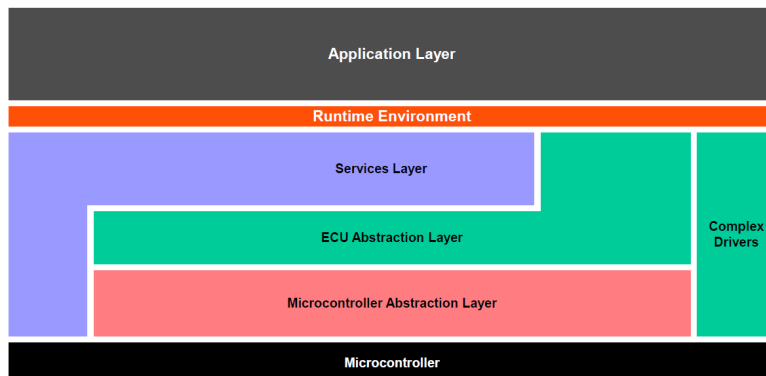 Application Layer
Runtime Environment
Services Layer
ECU Abstraction Layer
Complex
Drivers
Microcontroller Abstraction Layer
Microcontroller